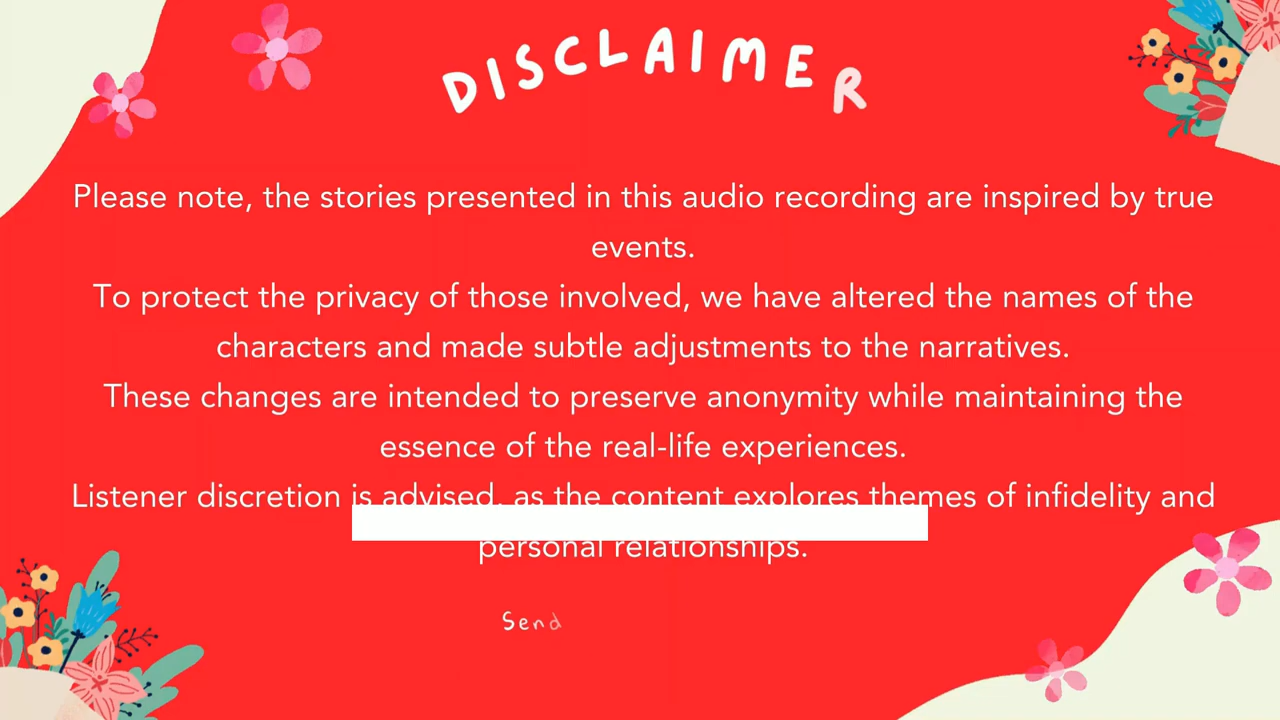 DISCLAIMER
Please note, the stories presented in this audio recording are inspired by true
events.
To protect the privacy of those involved, we have altered the names of the
characters and made subtle adjustments to the narratives.
These changes are intended to preserve anonymity while maintaining the
essence of the real-life experiences.
Listener discretion is advised, as the content explores themes of infidelity and
personal relationships.
Send